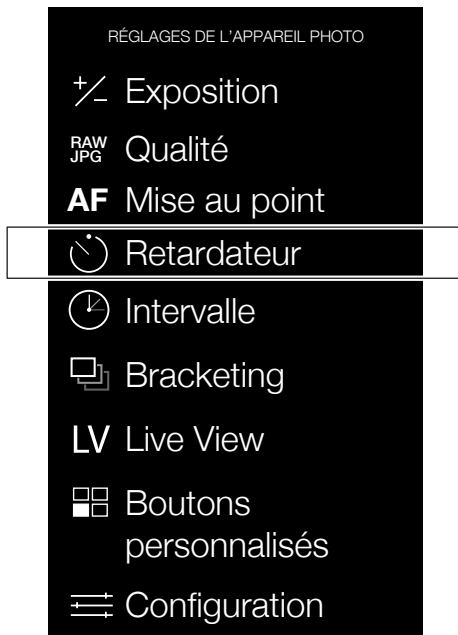 RÉGLAGES DE L'APPAREIL PHOTO
+/- Exposition
RAW JPG Qualité
AF Mise au point
Retardateur
Intervalle
Bracketing
LV Live View
Boutons
personnalisés
Configuration